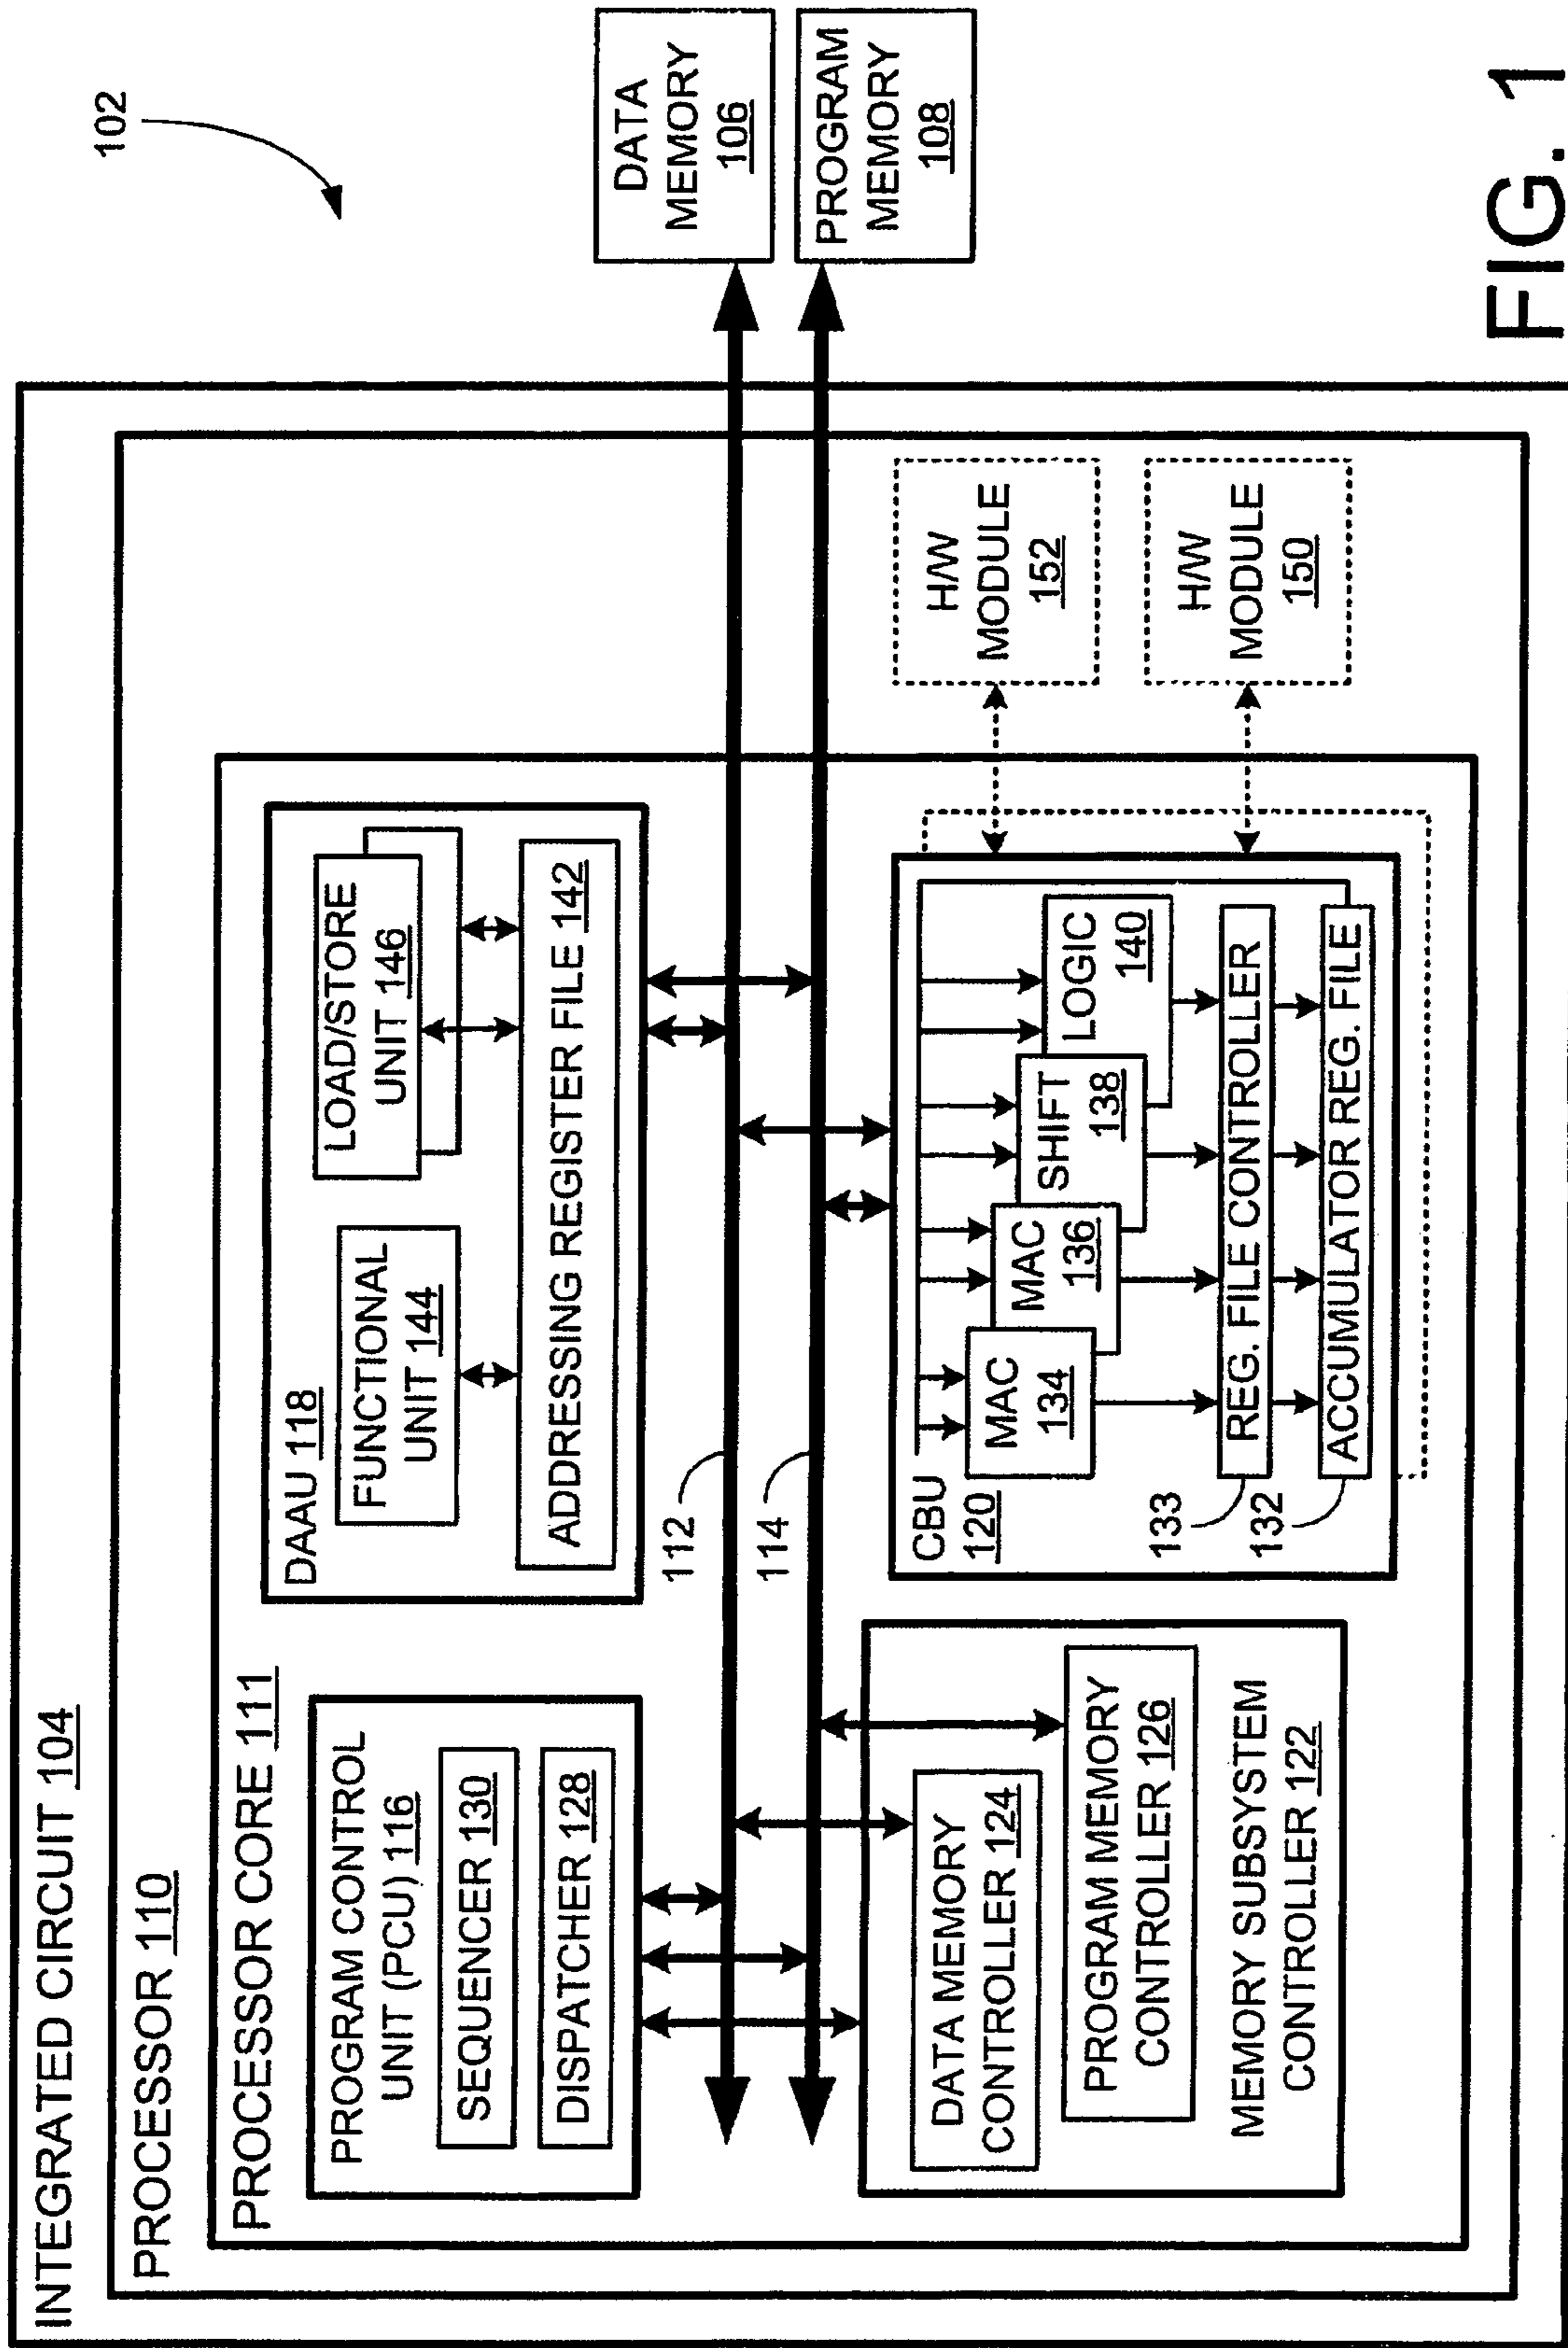 102
INTEGRATED CIRCUIT 104
PROCESSOR 110
PROCESSOR CORE 111
PROGRAM CONTROL
UNIT (PCU) 116
SEQUENCER 130
DISPATCHER 128
DAAU 118
FUNCTIONAL
UNIT 144
LOAD/STORE
UNIT 146
ADDRESSING REGISTER FILE 142
112
114
DATA
MEMORY
106
PROGRAM
MEMORY
108
DATA MEMORY
CONTROLLER 124
PROGRAM MEMORY
CONTROLLER 126
MEMORY SUBSYSTEM
CONTROLLER 122
CBU
120
MAC
134
MAC
136
SHIFT
138
LOGIC
140
133
REG. FILE CONTROLLER
132
ACCUMULATOR REG. FILE
H/W
MODULE
152
H/W
MODULE
150
FIG. 1